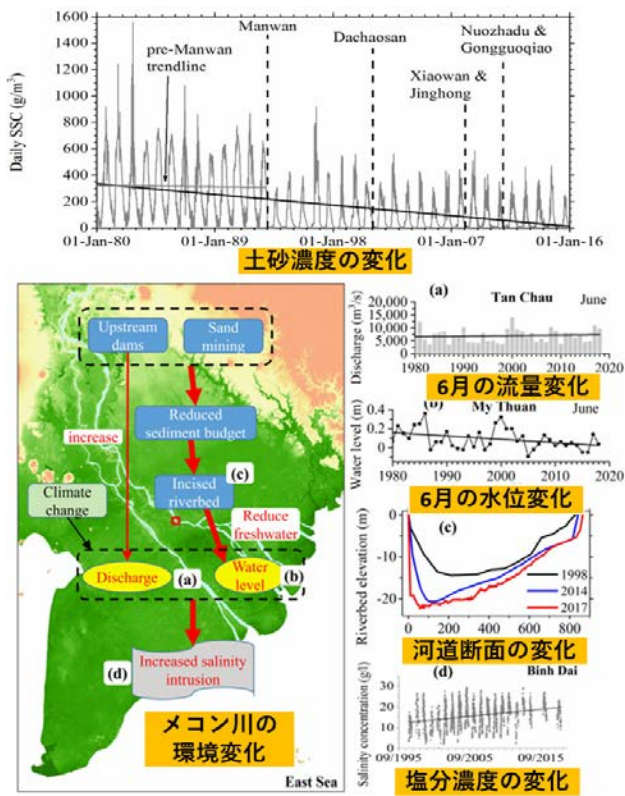 1600
1400
1200
1000
800
600
400
200
0
Daily SSC (g/m³)
pre-Manwan
trendline
Manwan
Dachaosan
Nuozhadu &
Gongguoqiao
Xiaowan &
Jinghong
01-Jan-80
01-Jan-89
01-Jan-98
01-Jan-07
01-Jan-16
土砂濃度の変化
Upstream
dams
Sand
mining
increase
Reduced
sediment budget
(c)
Incised
riverbed
Climate
change
Reduce
freshwater
Discharge
(a)
Water
level
(b)
(d)
Increased salinity
intrusion
メコン川の
環境変化
East Sea
(a)
Tan Chau
June
Discharge (m³/s)
20,000
15,000
10,000
5,000
0
1980
1990
2000
2010
2020
6月の流量変化
(b)
My Thuan
June
Water level (m)
0.4
0.2
0
1980
1990
2000
2010
2020
6月の水位変化
(c)
Riverbed elevation (m)
0
-10
-20
1998
2014
2017
0
200
400
600
800
河道断面の変化
(d)
Binh Dai
Salinity concentration (g/l)
40
30
20
10
0
09/1995
09/2005
09/2015
塩分濃度の変化